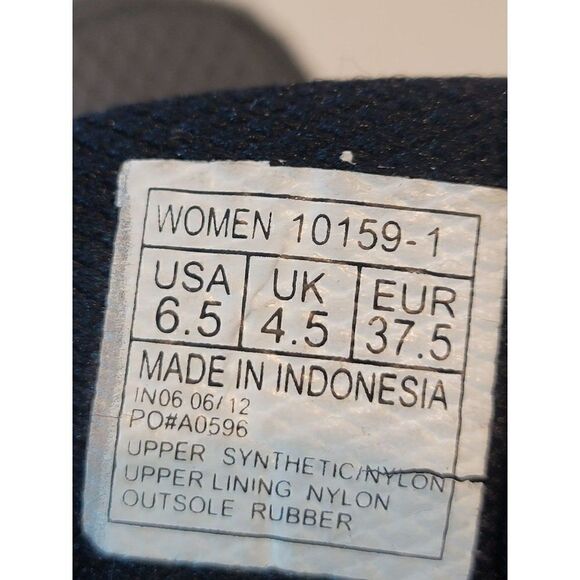 WOMEN 10159-1
USA UK EUR
6.5 4.5 37.5
MADE IN INDONESIA
IN06 06/12
PO#A0596
UPPER SYNTHETIC/NYLON
UPPER LINING NYLON
OUTSOLE RUBBER